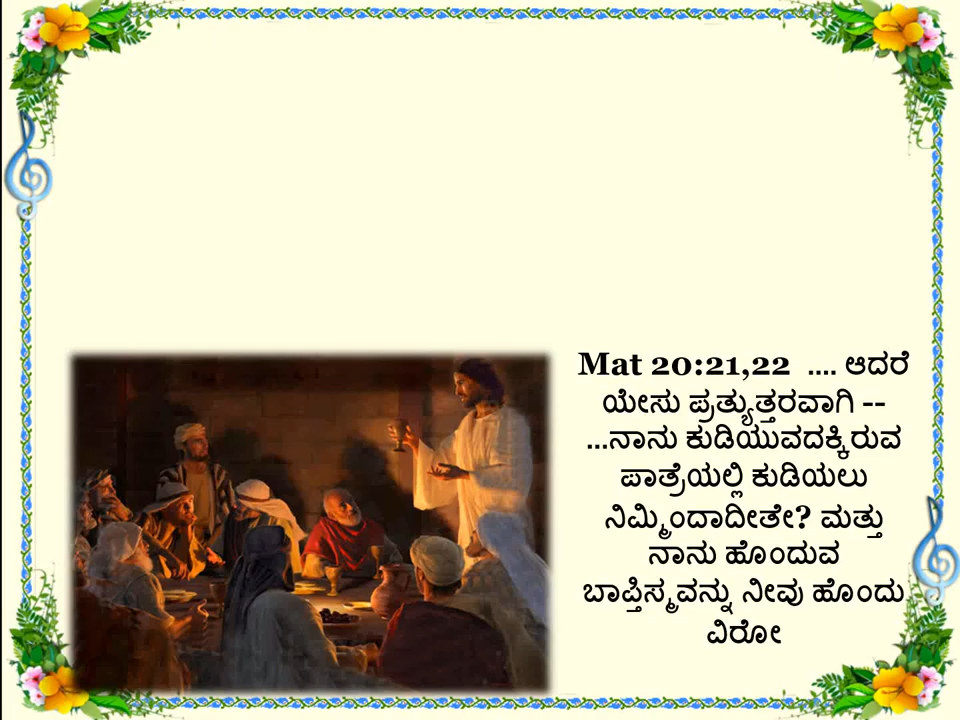 Mat 20:21,22 .... ಆದರೆ
ಯೇಸು ಪ್ರತ್ಯುತ್ತರವಾಗಿ --
...ನಾನು ಕುಡಿಯುವದಕ್ಕಿರುವ
ಪಾತ್ರೆಯಲ್ಲಿ ಕುಡಿಯಲು
ನಿಮ್ಮಿಂದಾದೀತೇ? ಮತ್ತು
ನಾನು ಹೊಂದುವ
ಬಾಪ್ತಿಸ್ಮವನ್ನು ನೀವು ಹೊಂದು
ವಿರೋ